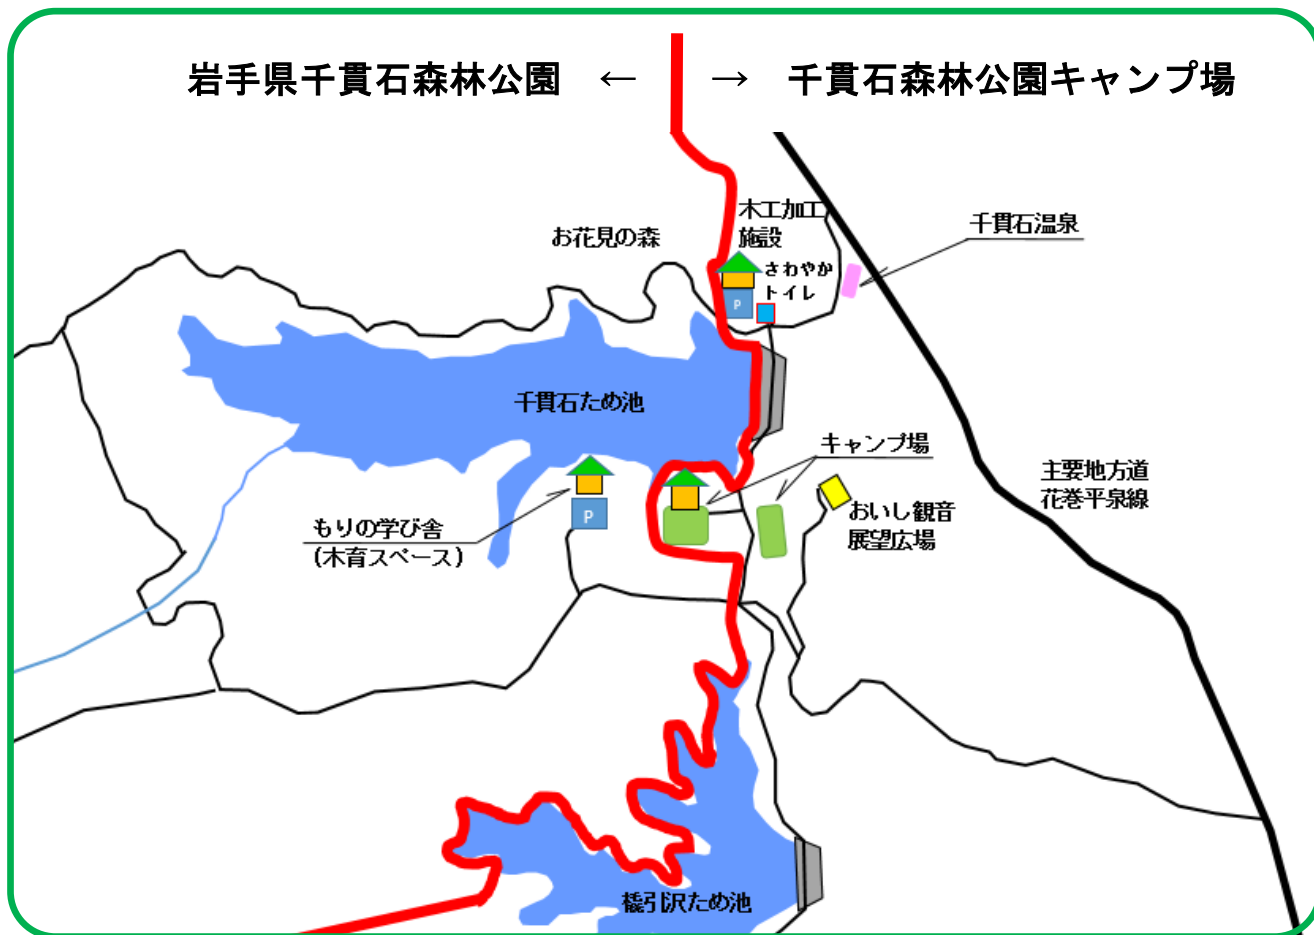 岩手県千貫石森林公園 ← → 千貫石森林公園キャンプ場
木工加工
施設
千貫石温泉
お花見の森
さわやか
トイレ
P
千貫石ため池
キャンプ場
主要地方道
花巻平泉線
おいし観音
展望広場
もりの学び舎
(木育スペース)
P
橇引沢ため池